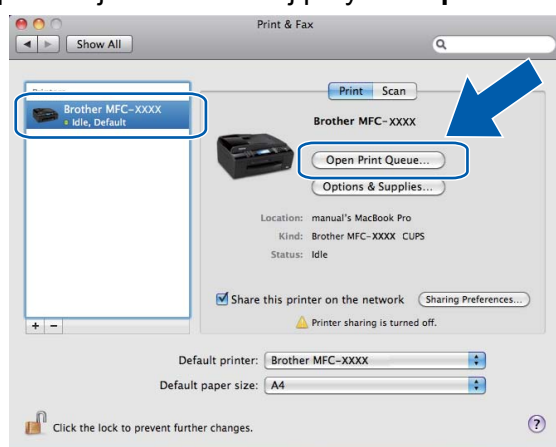 Print & Fax
Show All
Print Scan
Brother MFC-XXXX
Idle, Default
Brother MFC-XXXX
Open Print Queue...
Options & Supplies...
Location: manual's MacBook Pro
Kind: Brother MFC-XXXX CUPS
Status: Idle
Share this printer on the network Sharing Preferences...
Printer sharing is turned off.
+ −
Default printer: Brother MFC-XXXX
Default paper size: A4
Click the lock to prevent further changes.
?